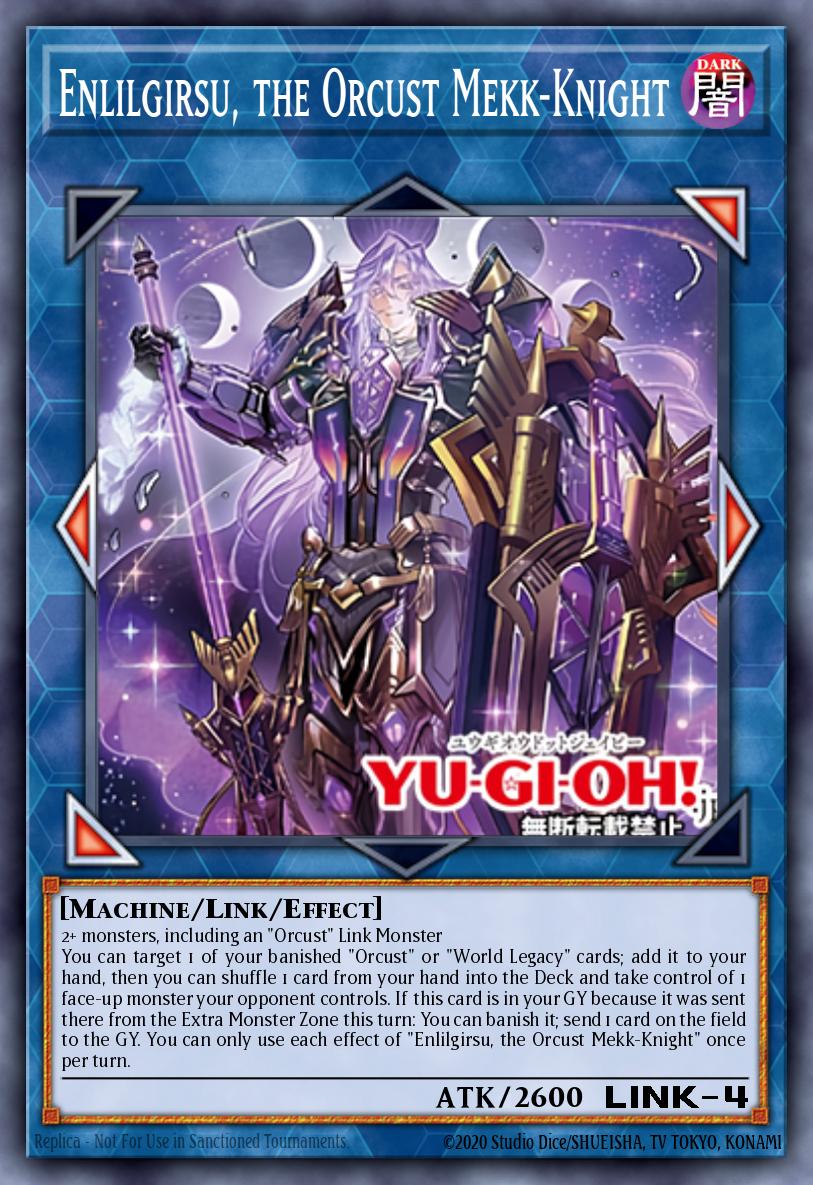 Enlilgirsu, the Orcust Mekk-Knight
DARK
闇
ユウギオウドットジェイピー
YU-GI-OH!
.jp
無断転載禁止
[Machine/Link/Effect]
2+ monsters, including an "Orcust" Link Monster
You can target 1 of your banished "Orcust" or "World Legacy" cards; add it to your
hand, then you can shuffle 1 card from your hand into the Deck and take control of 1
face-up monster your opponent controls. If this card is in your GY because it was sent
there from the Extra Monster Zone this turn: You can banish it; send 1 card on the field
to the GY. You can only use each effect of "Enlilgirsu, the Orcust Mekk-Knight" once
per turn.
ATK/2600 LINK-4
Replica - Not For Use in Sanctioned Tournaments.
©2020 Studio Dice/SHUEISHA, TV TOKYO, KONAMI